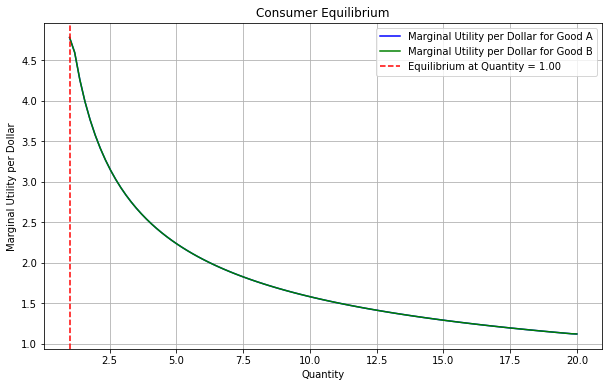 Consumer Equilibrium
Marginal Utility per Dollar for Good A
Marginal Utility per Dollar for Good B
Equilibrium at Quantity = 1.00
Marginal Utility per Dollar
4.5
4.0
3.5
3.0
2.5
2.0
1.5
1.0
2.5 5.0 7.5 10.0 12.5 15.0 17.5 20.0
Quantity